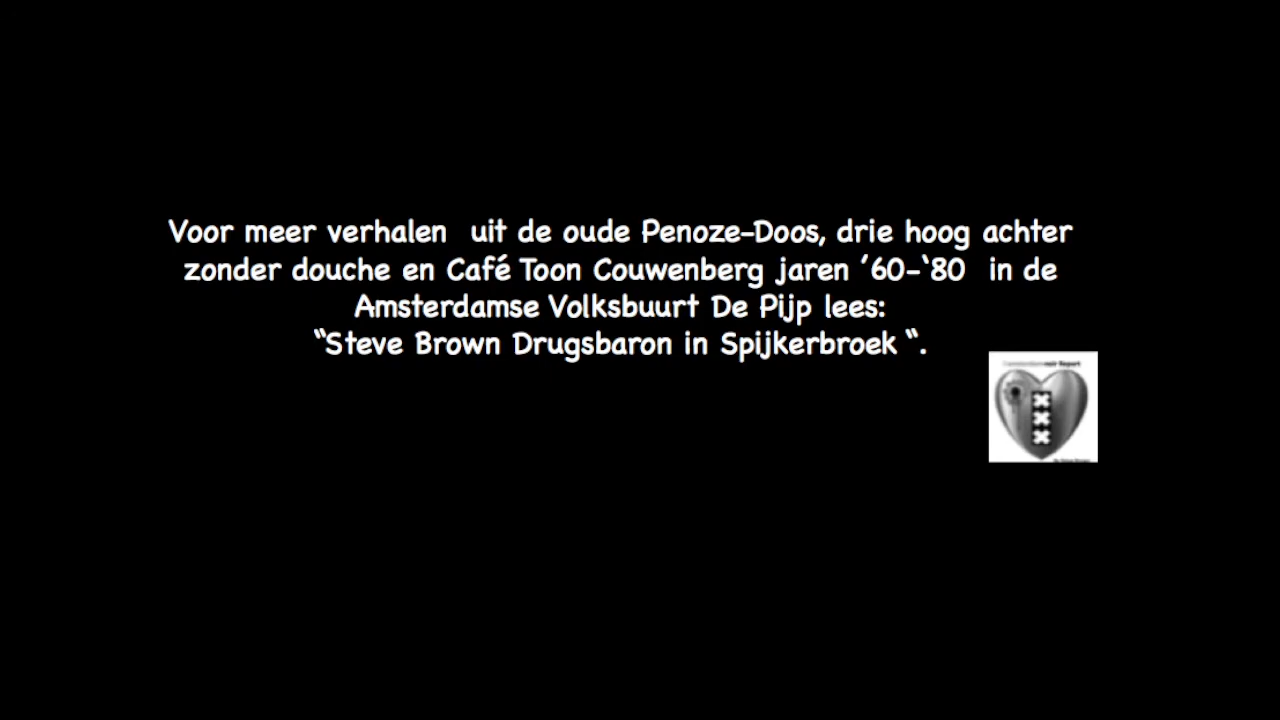 Voor meer verhalen uit de oude Penoze-Doos, drie hoog achter
zonder douche en Café Toon Couwenberg jaren ’60-‘80 in de
Amsterdamse Volksbuurt De Pijp lees:
“Steve Brown Drugsbaron in Spijkerbroek “.
XXX